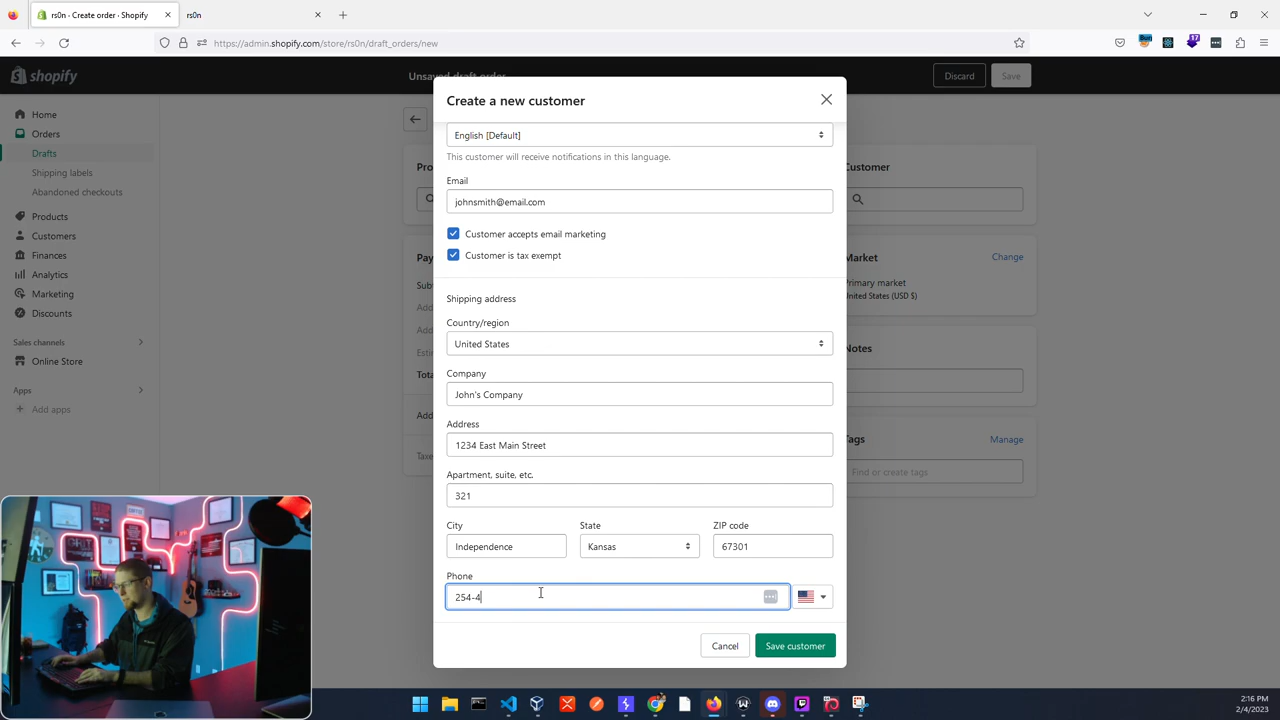 rs0n - Create order · Shopify
rs0n
https://admin.shopify.com/store/rs0n/draft_orders/new
17
shopify
Unsaved draft order
Discard
Save
Create a new customer
Home
Orders
Drafts
Shipping labels
Abandoned checkouts
Products
Customers
Finances
Analytics
Marketing
Discounts
Sales channels
Online Store
Apps
Add apps
English [Default]
This customer will receive notifications in this language.
Email
johnsmith@email.com
Customer accepts email marketing
Customer is tax exempt
Shipping address
Country/region
United States
Company
John's Company
Address
1234 East Main Street
Apartment, suite, etc.
321
City
State
ZIP code
Independence
Kansas
67301
Phone
254-4
Cancel
Save customer
Pro
Pay
Subt
Add
Add
Esti
Tota
Add
Taxe
Customer
Market
Change
Primary market
United States (USD $)
Notes
Tags
Manage
Find or create tags
2:16 PM
2/4/2023